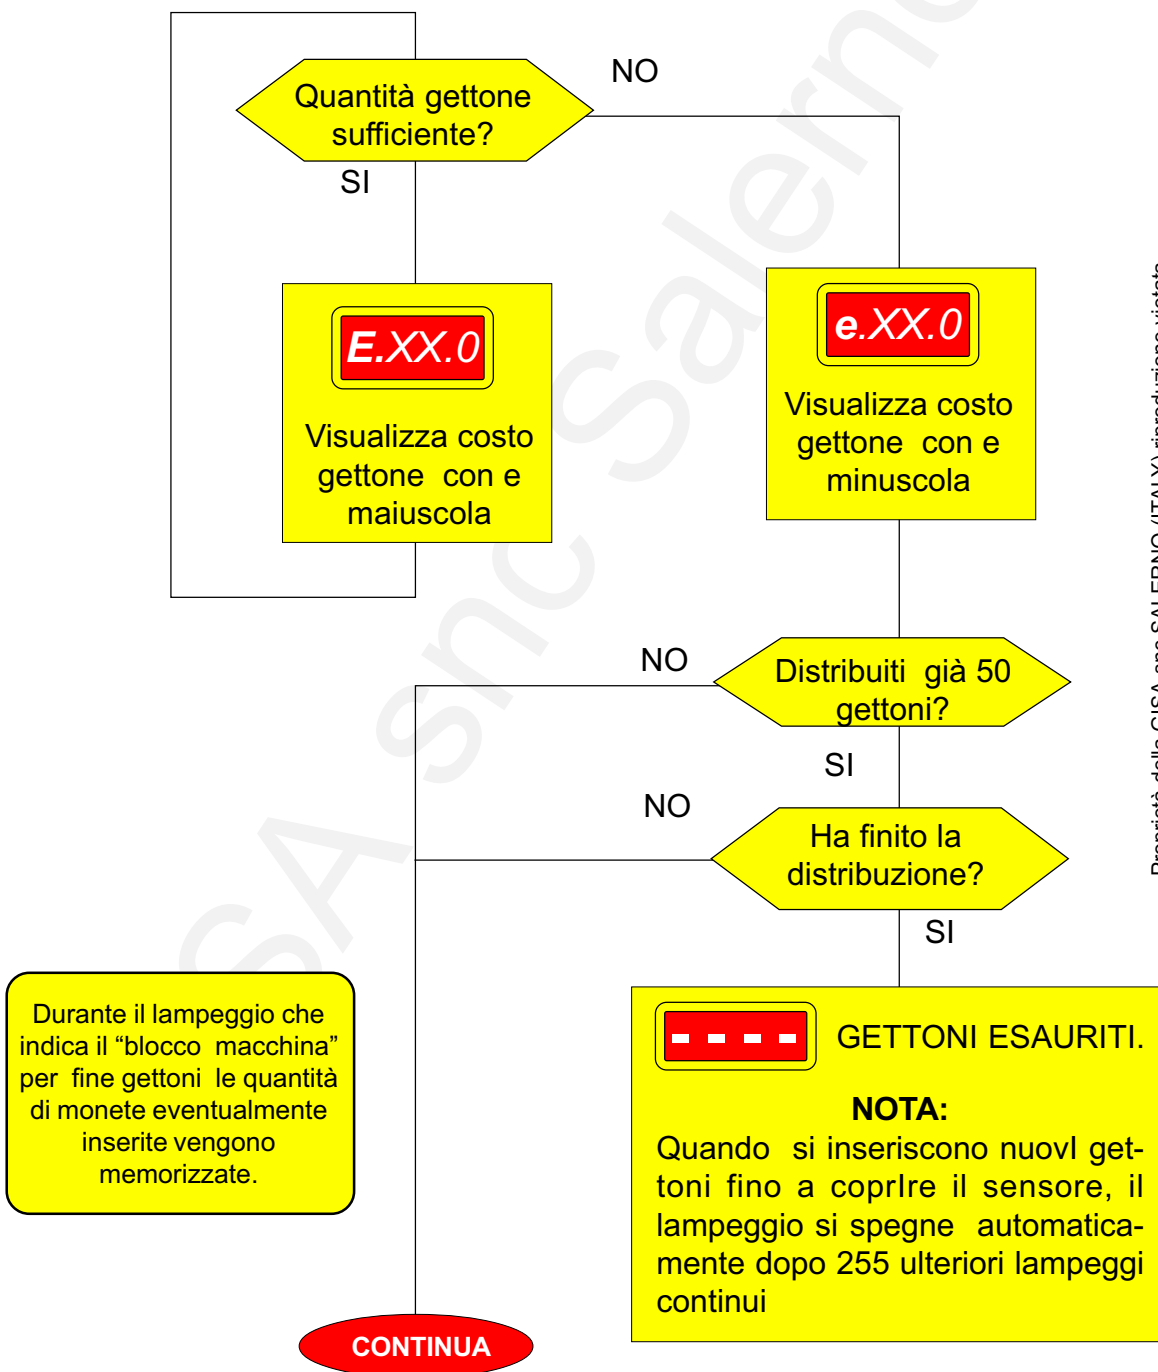 Quantità gettone
sufficiente?
NO
SI
E.XX.0
Visualizza costo
gettone con e
maiuscola
e.XX.0
Visualizza costo
gettone con e
minuscola
NO
Distribuiti già 50
gettoni?
SI
NO
Ha finito la
distribuzione?
SI
Durante il lampeggio che
indica il “blocco macchina”
per fine gettoni le quantità
di monete eventualmente
inserite vengono
memorizzate.
- - - -
GETTONI ESAURITI.
NOTA:
Quando si inseriscono nuovI get-
toni fino a coprIre il sensore, il
lampeggio si spegne automatica-
mente dopo 255 ulteriori lampeggi
continui
CONTINUA
SA snc Salerno